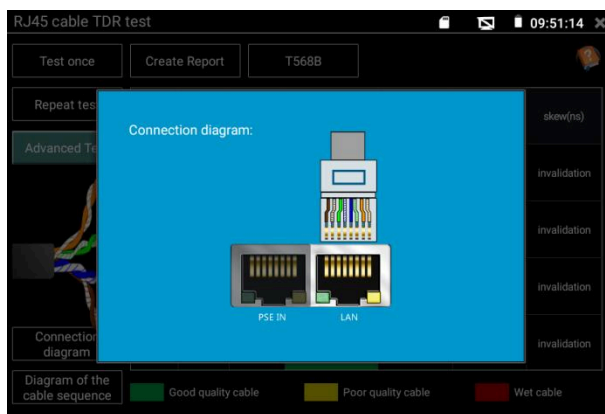 RJ45 cable TDR test
09:51:14
Test once
Create Report
T568B
Repeat tes
skew(ns)
Connection diagram:
Advanced Te
invalidation
invalidation
invalidation
PSE IN
LAN
Connection
diagram
invalidation
Diagram of the
cable sequence
Good quality cable
Poor quality cable
Wet cable